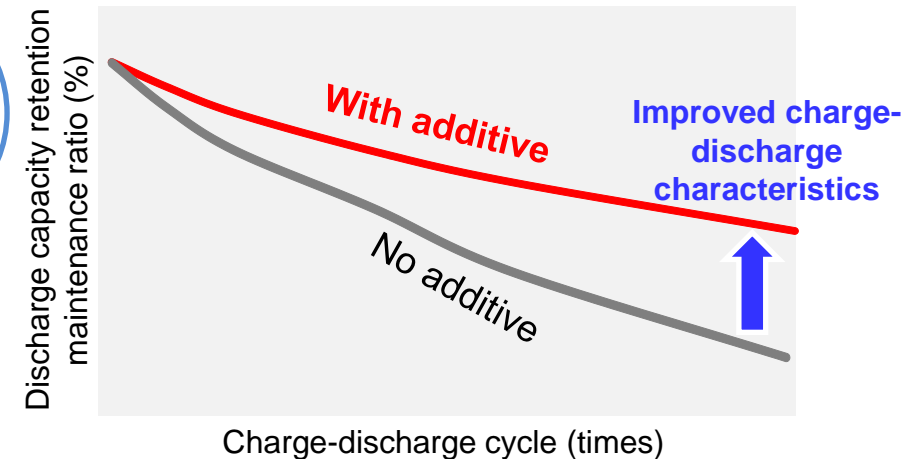 Discharge capacity retention
maintenance ratio (%)
With additive
Improved charge-
discharge
characteristics
No additive
Charge-discharge cycle (times)